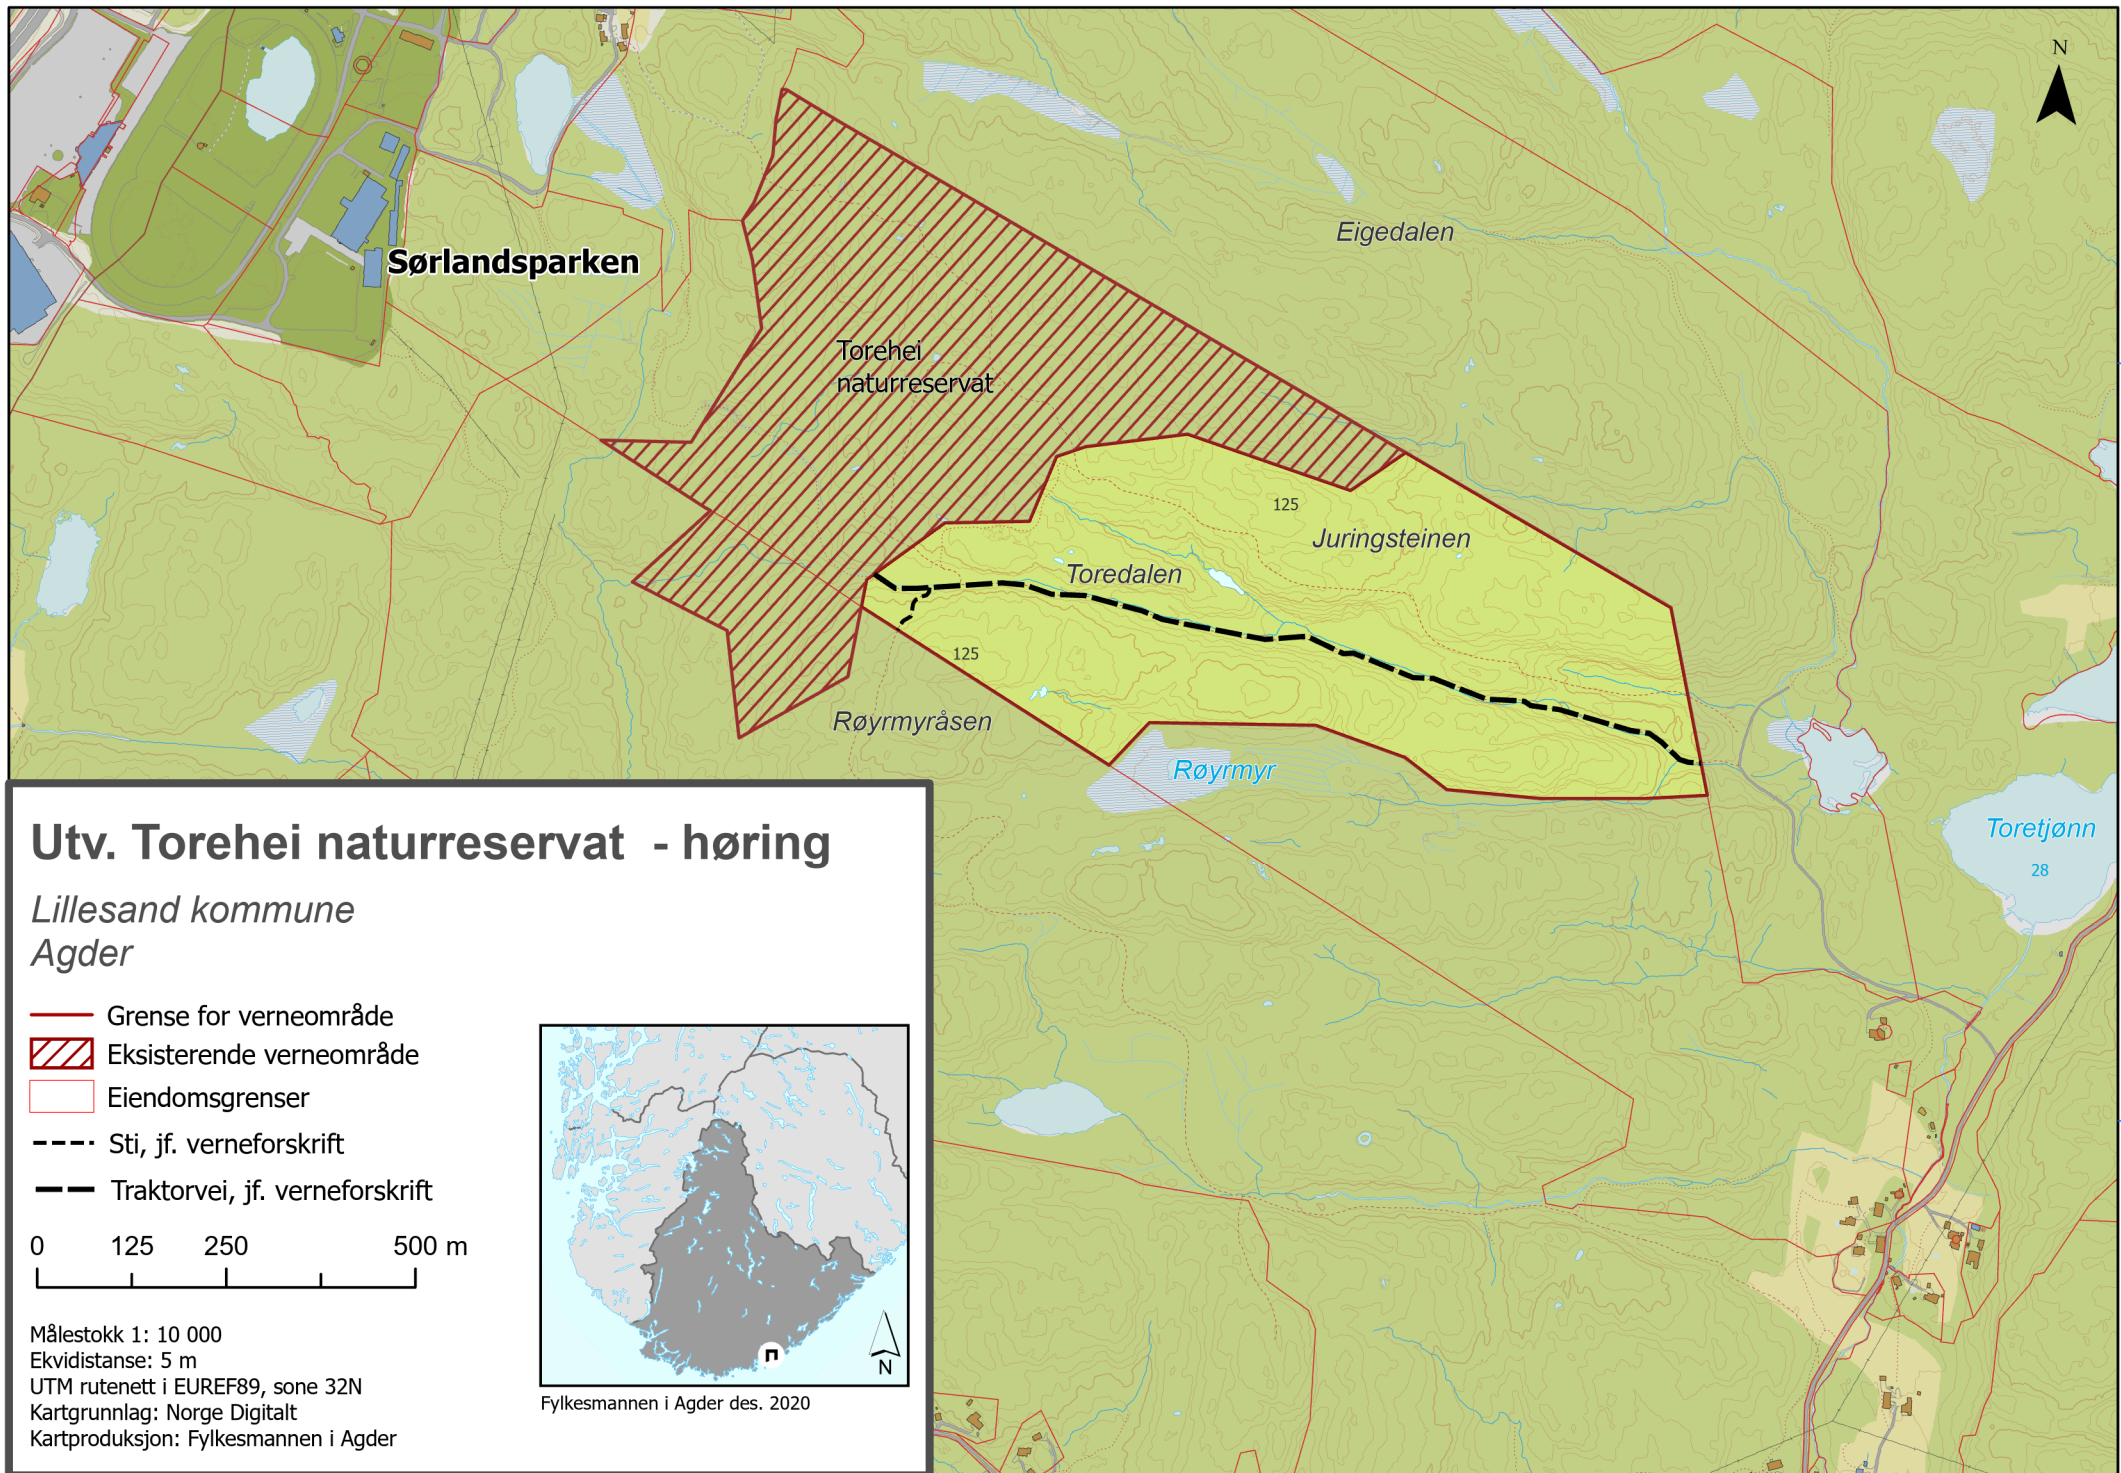 N
Eigedalen
Sørlandsparken
Torehei
naturreservat
125
Juringsteinen
Toredalen
125
Røyrmyråsen
Røyrmyr
Toretjønn
28
Utv. Torehei naturreservat - høring
Lillesand kommune
Agder
Grense for verneområde
Eksisterende verneområde
Eiendomsgrenser
Sti, jf. verneforskrift
Traktorvei, jf. verneforskrift
0 125 250 500 m
Målestokk 1: 10 000
Ekvidistanse: 5 m
UTM rutenett i EUREF89, sone 32N
Kartgrunnlag: Norge Digitalt
Kartproduksjon: Fylkesmannen i Agder
N
Fylkesmannen i Agder des. 2020